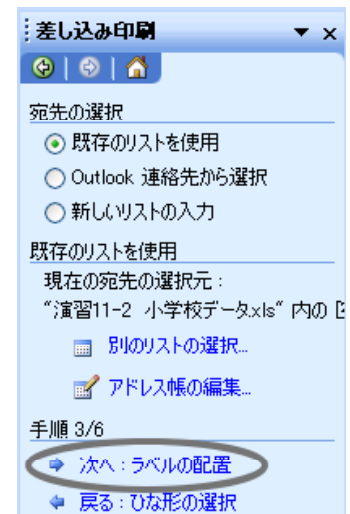 差し込み印刷
宛先の選択
既存のリストを使用
Outlook 連絡先から選択
新しいリストの入力
既存のリストを使用
現在の宛先の選択元：
“演習11-2 小学校データ.xls” 内の
別のリストの選択...
アドレス帳の編集...
手順 3/6
次へ：ラベルの配置
戻る：ひな形の選択